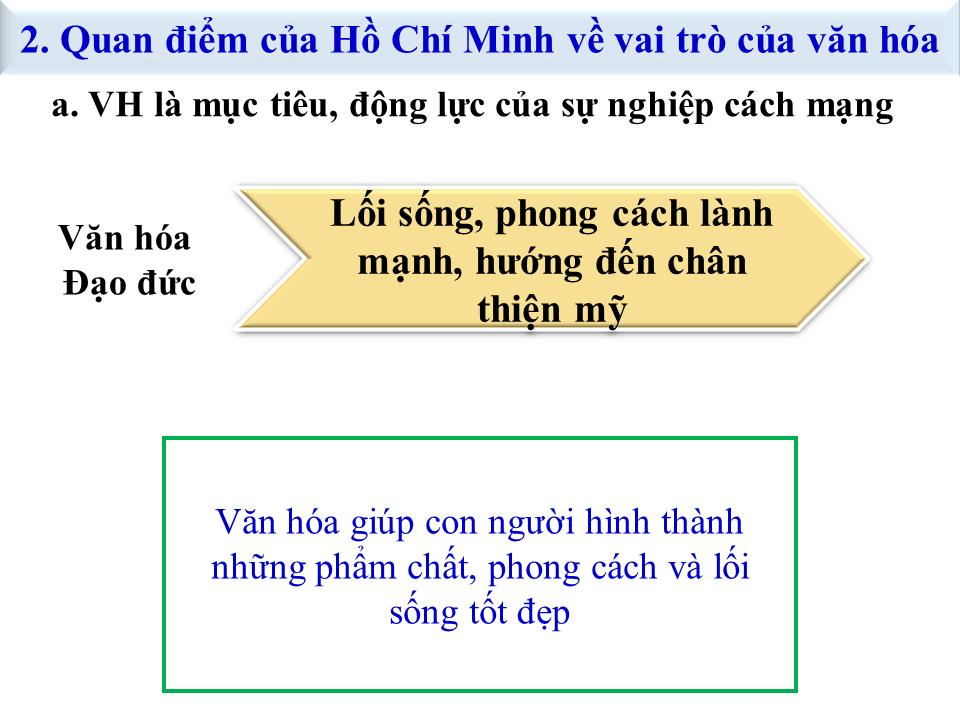 2. Quan điểm của Hồ Chí Minh về vai trò của văn hóa
a. VH là mục tiêu, động lực của sự nghiệp cách mạng
Văn hóa
Đạo đức
Lối sống, phong cách lành
mạnh, hướng đến chân
thiện mỹ
Văn hóa giúp con người hình thành
những phẩm chất, phong cách và lối
sống tốt đẹp